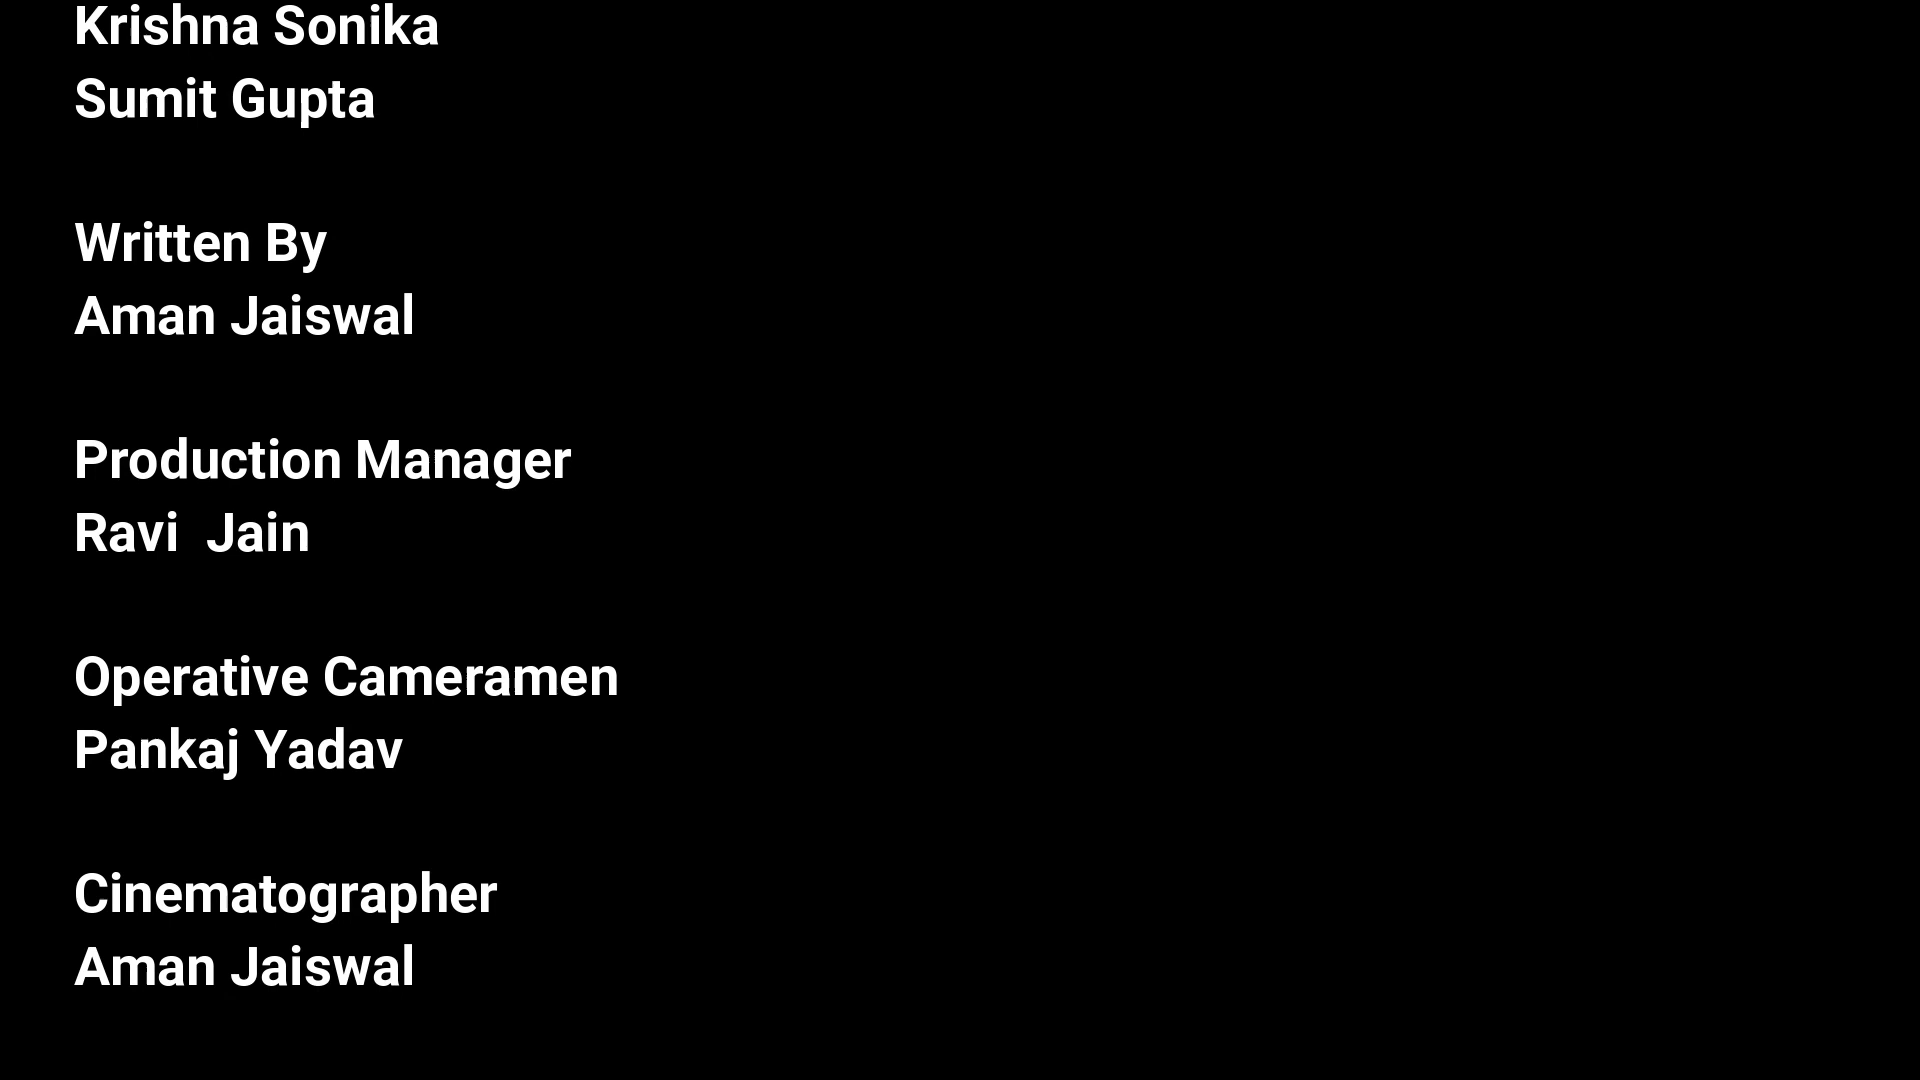 Krishna Sonika
Sumit Gupta
Written By
Aman Jaiswal
Production Manager
Ravi  Jain
Operative Cameramen
Pankaj Yadav
Cinematographer
Aman Jaiswal